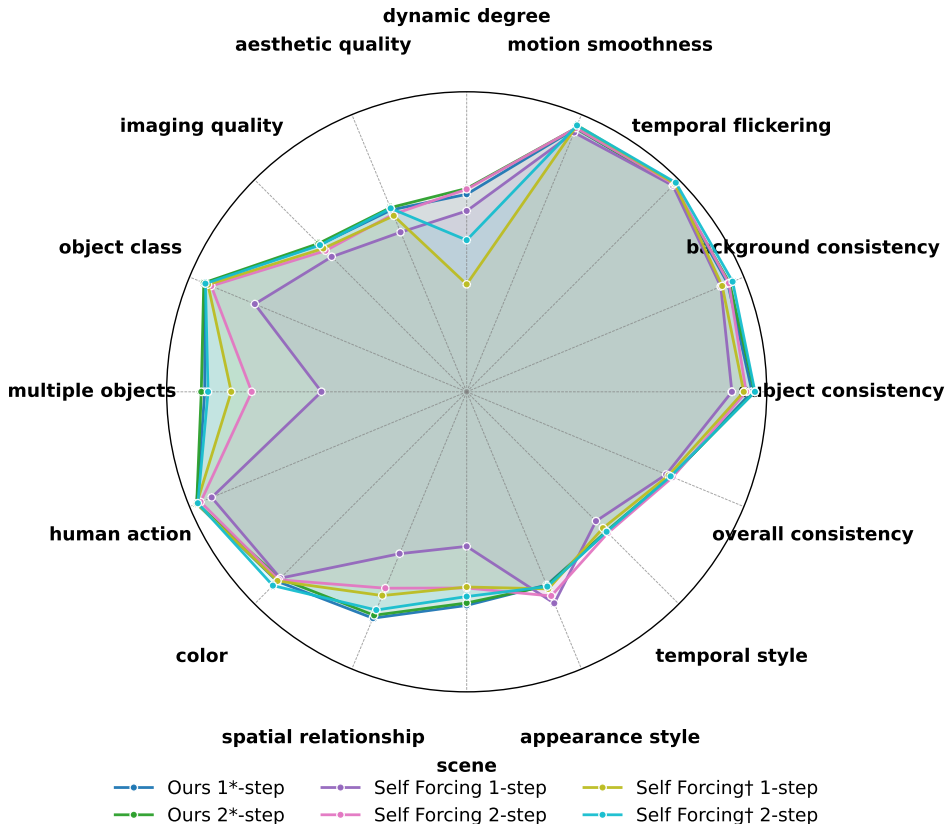 dynamic degree
aesthetic quality
motion smoothness
imaging quality
temporal flickering
object class
background consistency
multiple objects
subject consistency
human action
overall consistency
color
temporal style
spatial relationship
appearance style
scene
Ours 1*-step
Self Forcing 1-step
Self Forcing† 1-step
Ours 2*-step
Self Forcing 2-step
Self Forcing† 2-step